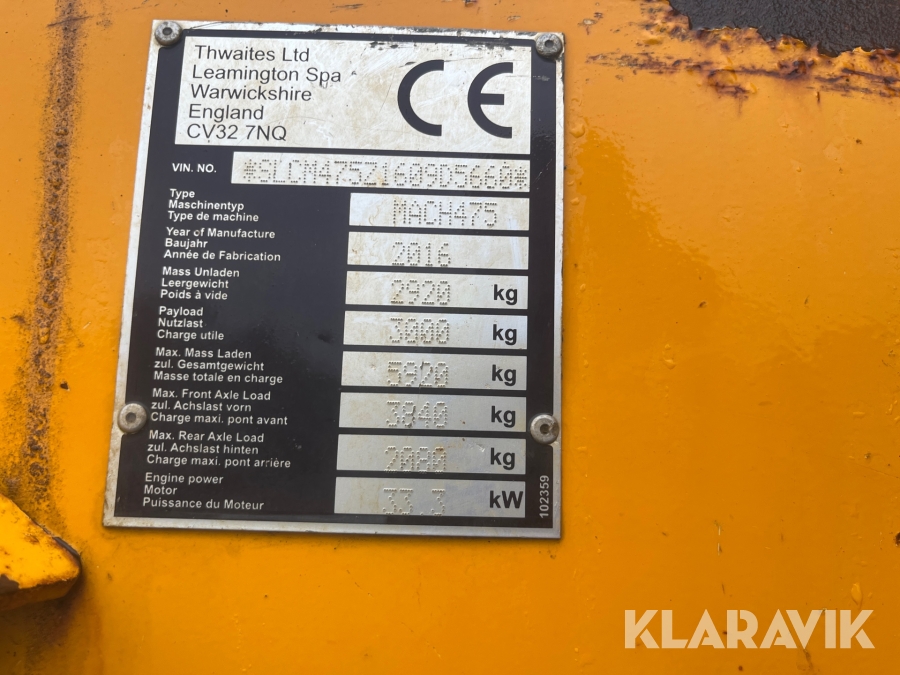 Thwaites Ltd
Leamington Spa
Warwickshire
England
CV32 7NQ
CE
VIN. NO.
Type
Maschinentyp
Type de machine
MACH475
Year of Manufacture
Baujahr
Année de Fabrication
2016
Mass Unladen
Leergewicht
Poids à vide
2920 kg
Payload
Nutzlast
Charge utile
3000 kg
Max. Mass Laden
zul. Gesamtgewicht
Masse totale en charge
5920 kg
Max. Front Axle Load
zul. Achslast vorn
Charge maxi. pont avant
3840 kg
Max. Rear Axle Load
zul. Achslast hinten
Charge maxi. pont arrière
2080 kg
Engine power
Motor
Puissance du Moteur
33.3 kW
102359
KLARAVIK